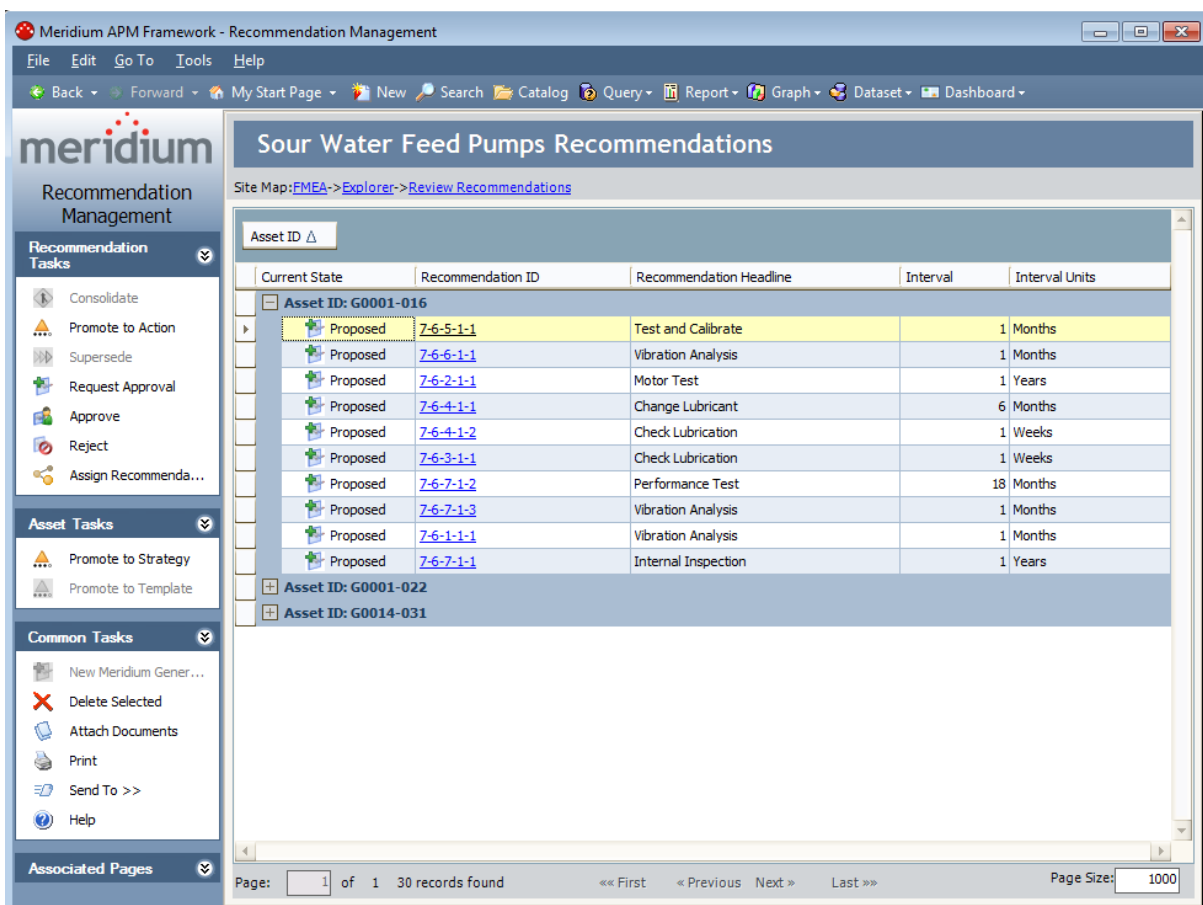 Meridium APM Framework - Recommendation Management
File Edit Go To Tools Help
Back Forward My Start Page New Search Catalog Query Report Graph Dataset Dashboard
meridium
Recommendation
Management
Recommendation
Tasks
Consolidate
Promote to Action
Supersede
Request Approval
Approve
Reject
Assign Recommenda...
Asset Tasks
Promote to Strategy
Promote to Template
Common Tasks
New Meridium Gener...
Delete Selected
Attach Documents
Print
Send To >>
Help
Associated Pages
Sour Water Feed Pumps Recommendations
Site Map:FMEA->Explorer->Review Recommendations
Asset ID
Current State Recommendation ID Recommendation Headline Interval Interval Units
Asset ID: G0001-016
Proposed 7-6-5-1-1 Test and Calibrate 1 Months
Proposed 7-6-6-1-1 Vibration Analysis 1 Months
Proposed 7-6-2-1-1 Motor Test 1 Years
Proposed 7-6-4-1-1 Change Lubricant 6 Months
Proposed 7-6-4-1-2 Check Lubrication 1 Weeks
Proposed 7-6-3-1-1 Check Lubrication 1 Weeks
Proposed 7-6-7-1-2 Performance Test 18 Months
Proposed 7-6-7-1-3 Vibration Analysis 1 Months
Proposed 7-6-1-1-1 Vibration Analysis 1 Months
Proposed 7-6-7-1-1 Internal Inspection 1 Years
Asset ID: G0001-022
Asset ID: G0014-031
Page: 1 of 1 30 records found «« First « Previous Next » Last »» Page Size: 1000